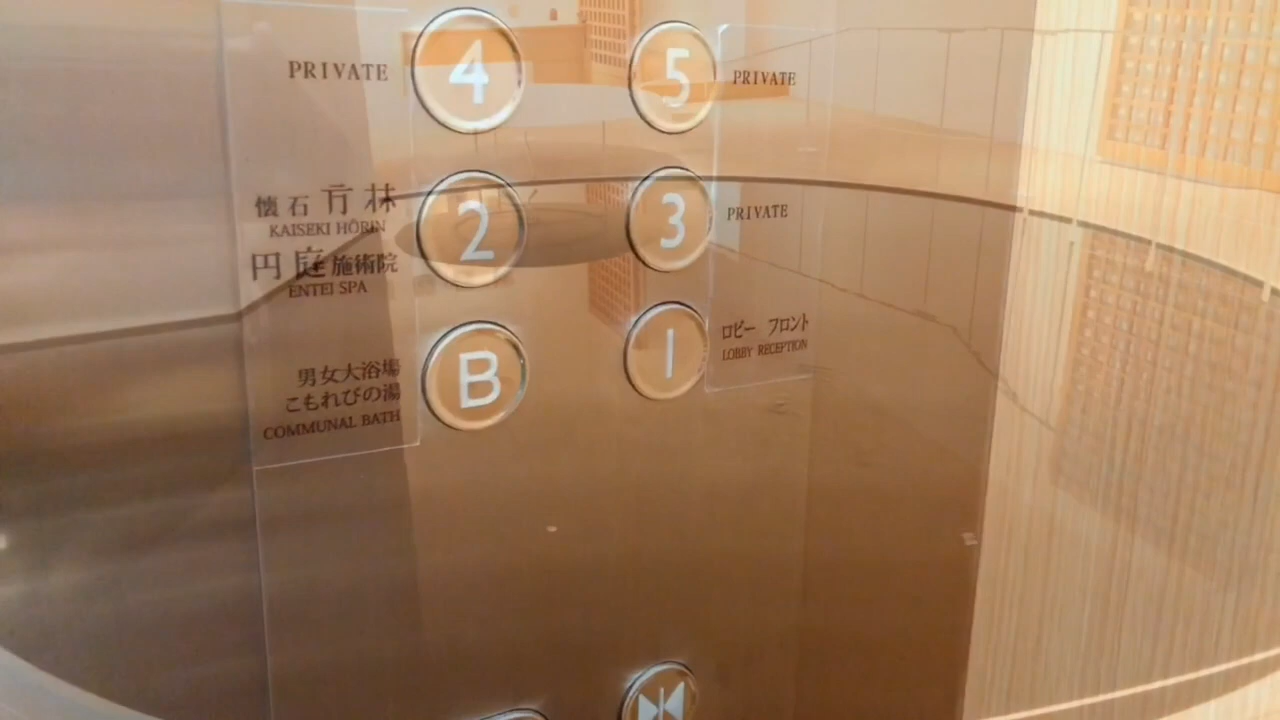 PRIVATE 4 5 PRIVATE
懐石
KAISEKI HŌRIN
円庭施術院
ENTEI SPA
2 3 PRIVATE
男女大浴場
こもれびの湯
COMMUNAL BATH
B 1
ロビー フロント
LOBBY RECEPTION